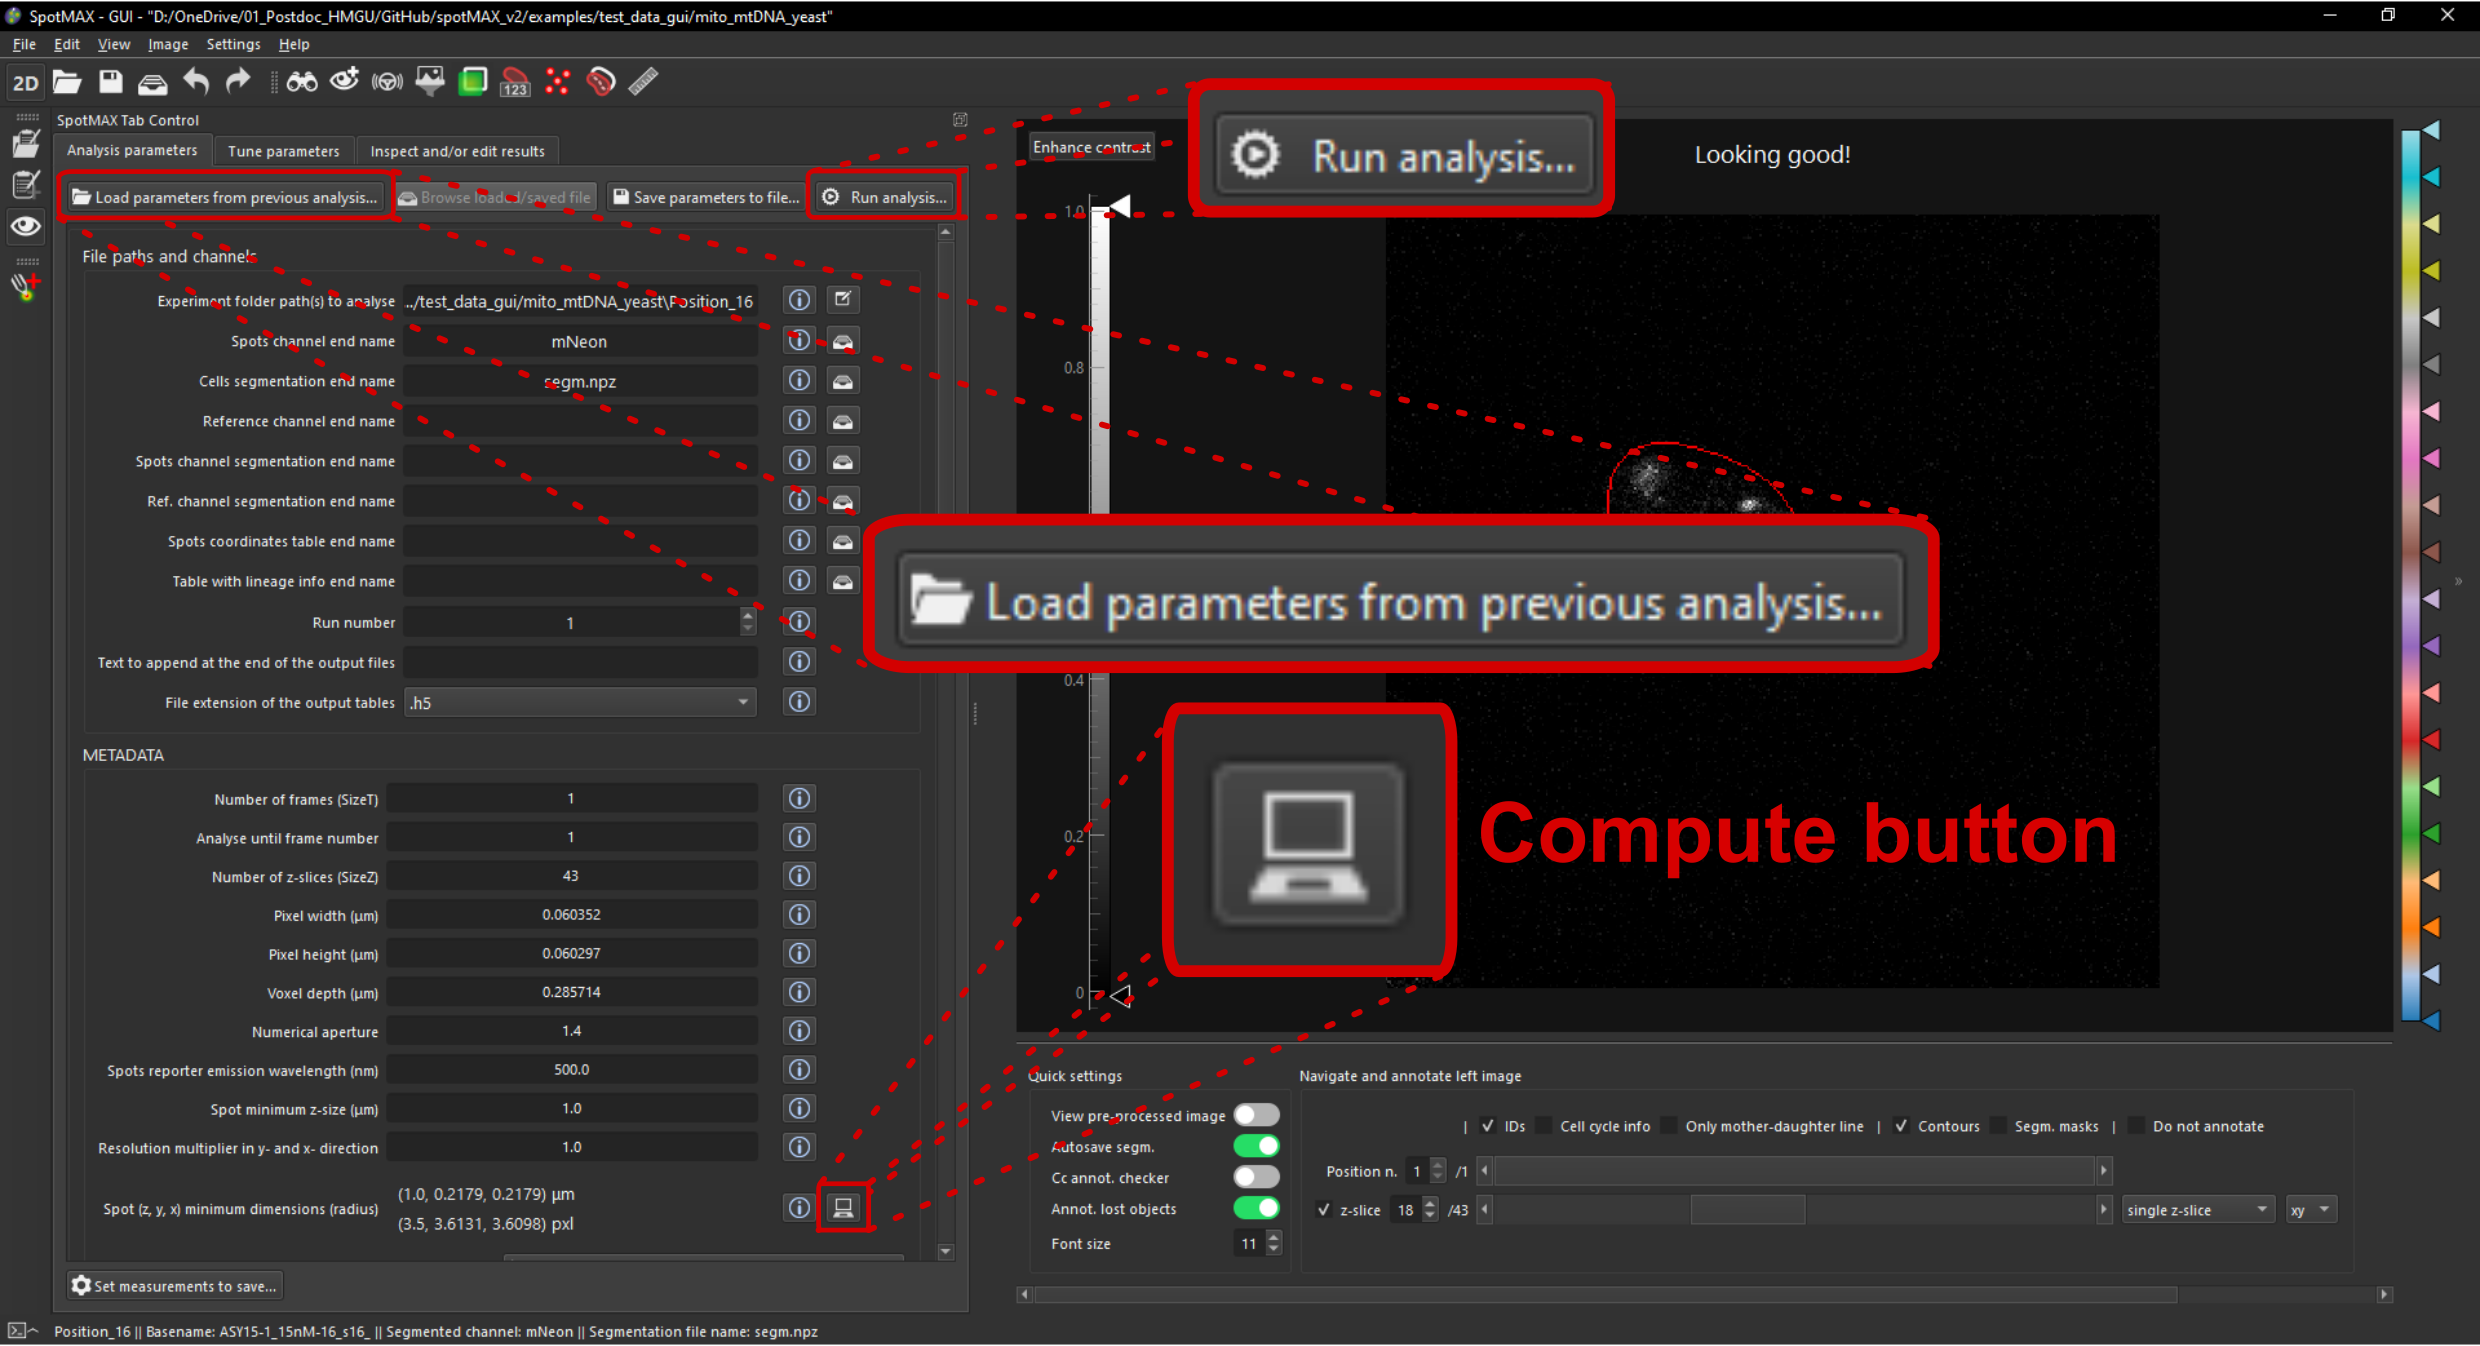 SpotMAX - GUI - "D:/OneDrive/01_Postdoc_HMGU/GitHub/spotMAX_v2/examples/test_data_gui/mito_mtDNA_yeast"
File Edit View Image Settings Help
2D
123
SpotMAX Tab Control
Analysis parameters Tune parameters Inspect and/or edit results
Load parameters from previous analysis... Browse loaded/saved file Save parameters to file... Run analysis...
File paths and channels
Experiment folder path(s) to analyse ../test_data_gui/mito_mtDNA_yeast\Position_16
Spots channel end name mNeon
Cells segmentation end name segm.npz
Reference channel end name
Spots channel segmentation end name
Ref. channel segmentation end name
Spots coordinates table end name
Table with lineage info end name
Run number 1
Text to append at the end of the output files
File extension of the output tables .h5
METADATA
Number of frames (SizeT) 1
Analyse until frame number 1
Number of z-slices (SizeZ) 43
Pixel width (μm) 0.060352
Pixel height (μm) 0.060297
Voxel depth (μm) 0.285714
Numerical aperture 1.4
Spots reporter emission wavelength (nm) 500.0
Spot minimum z-size (μm) 1.0
Resolution multiplier in y- and x- direction 1.0
Spot (z, y, x) minimum dimensions (radius) (1.0, 0.2179, 0.2179) μm
(3.5, 3.6131, 3.6098) pxl
Set measurements to save...
Enhance contrast
Run analysis...
Looking good!
1.0
0.8
Load parameters from previous analysis...
0.4
Compute button
0.2
0
Quick settings
View pre-processed image
Autosave segm.
Cc annot. checker
Annot. lost objects
Font size 11
Navigate and annotate left image
| IDs Cell cycle info Only mother-daughter line | Contours Segm. masks | Do not annotate
Position n. 1 /1
z-slice 18 /43 single z-slice xy
Position_16 || Basename: ASY15-1_15nM-16_s16_ || Segmented channel: mNeon || Segmentation file name: segm.npz